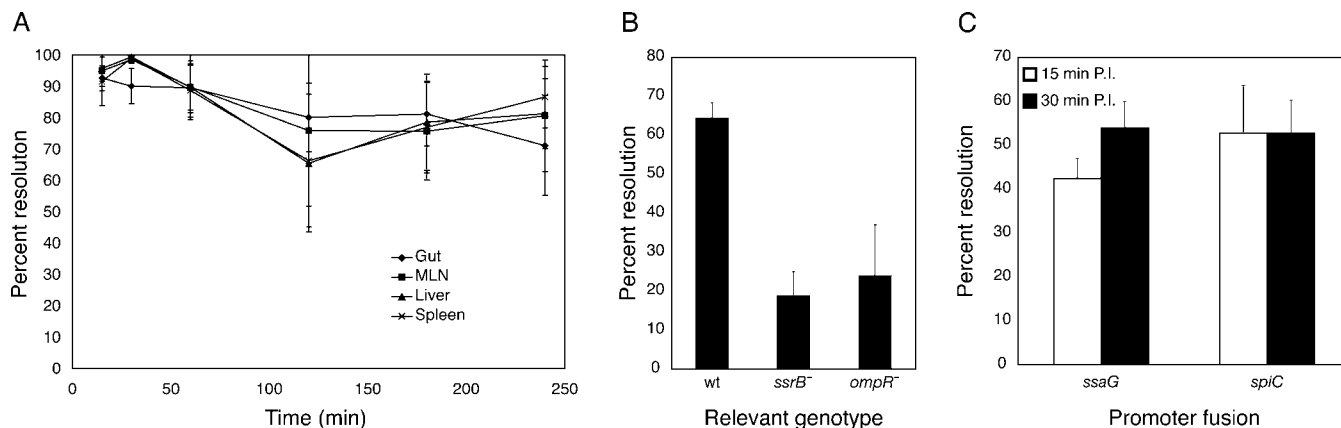 A
Percent resoluton
100
90
80
70
60
50
40
30
20
10
0
0 50 100 150 200 250
Time (min)
Gut
MLN
Liver
Spleen
B
Percent resolution
80
70
60
50
40
30
20
10
0
wt ssrB⁻ ompR⁻
Relevant genotype
C
Percent resolution
70
60
50
40
30
20
10
0
15 min P.I.
30 min P.I.
ssaG spiC
Promoter fusion